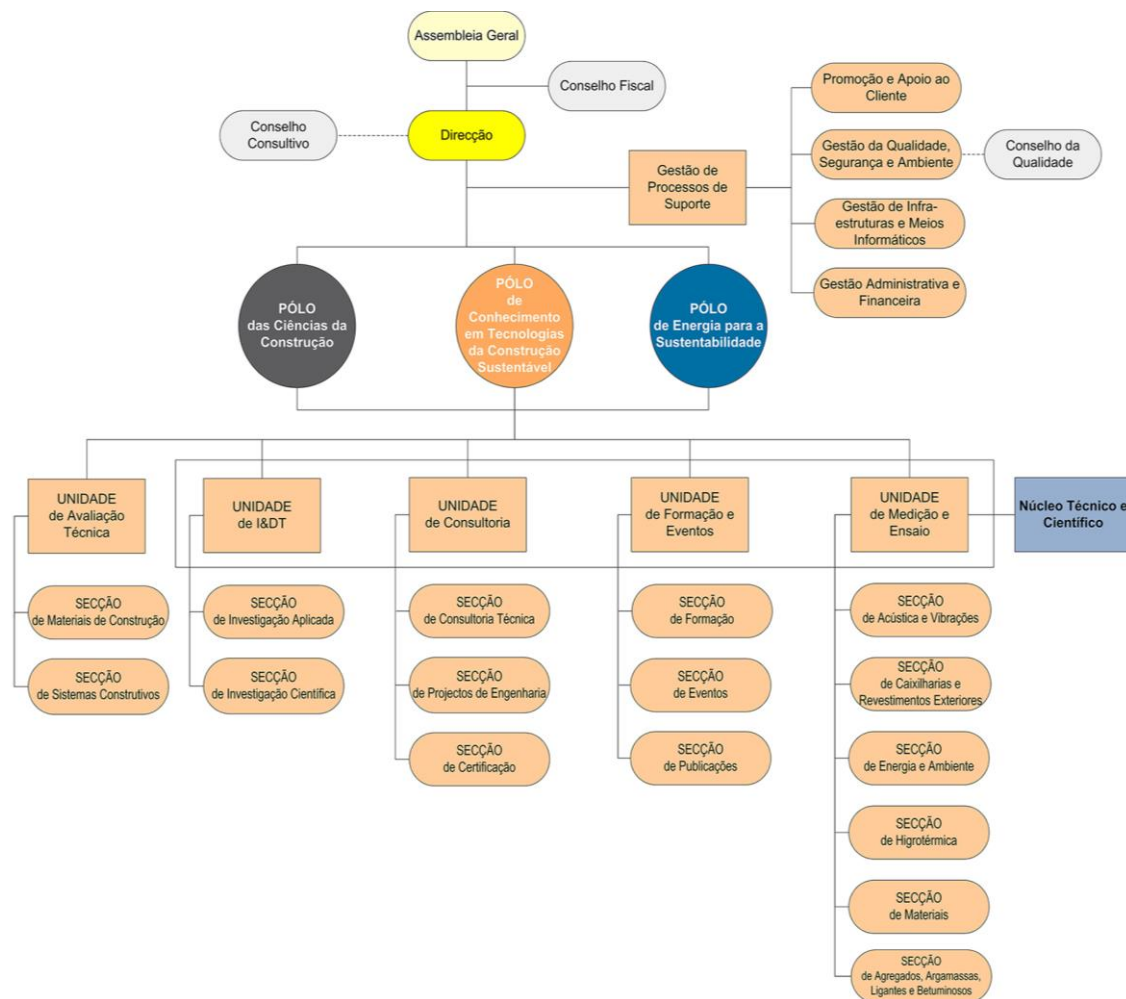 Assembleia Geral
Conselho Fiscal
Conselho
Consultivo
Direcção
Gestão de
Processos de
Suporte
Promoção e Apoio ao
Cliente
Gestão da Qualidade,
Segurança e Ambiente
Conselho da
Qualidade
Gestão de Infra-
estruturas e Meios
Informáticos
Gestão Administrativa e
Financeira
PÓLO
das Ciências da
Construção
PÓLO
de
Conhecimento
em Tecnologias
da Construção
Sustentável
PÓLO
de Energia para a
Sustentabilidade
UNIDADE
de Avaliação
Técnica
UNIDADE
de I&DT
UNIDADE
de Consultoria
UNIDADE
de Formação e
Eventos
UNIDADE
de Medição e
Ensaio
Núcleo Técnico e
Científico
SECÇÃO
de Materiais de Construção
SECÇÃO
de Sistemas Construtivos
SECÇÃO
de Investigação Aplicada
SECÇÃO
de Investigação Científica
SECÇÃO
de Consultoria Técnica
SECÇÃO
de Projectos de Engenharia
SECÇÃO
de Certificação
SECÇÃO
de Formação
SECÇÃO
de Eventos
SECÇÃO
de Publicações
SECÇÃO
de Acústica e Vibrações
SECÇÃO
de Caixilharias e
Revestimentos Exteriores
SECÇÃO
de Energia e Ambiente
SECÇÃO
de Higrotérmica
SECÇÃO
de Materiais
SECÇÃO
de Agregados, Argamassas,
Ligantes e Betuminosos